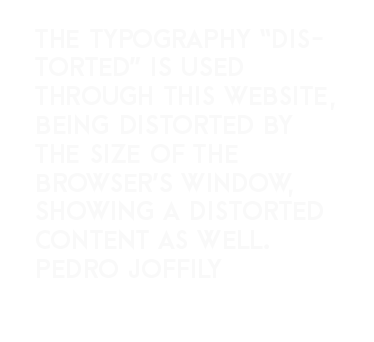 THE TYPOGRAPHY "DIS-
TORTED" IS USED
THROUGH THIS WEBSITE,
BEING DISTORTED BY
THE SIZE OF THE
BROWSER'S WINDOW,
SHOWING A DISTORTED
CONTENT AS WELL.
PEDRO JOFFILY